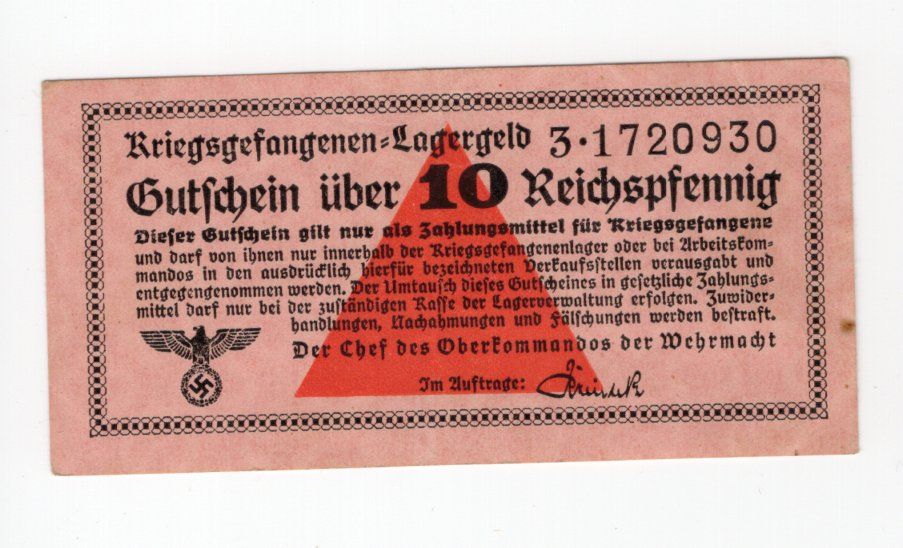 Kriegsgefangenen=Lagergeld 3·1720930
Gutschein über 10 Reichspfennig
Dieser Gutschein gilt nur als Zahlungsmittel für Kriegsgefangene
und darf von ihnen nur innerhalb der Kriegsgefangenenlager oder bei Arbeitskom-
mandos in den ausdrücklich hierfür bezeichneten Verkaufsstellen verausgabt und
entgegengenommen werden. Der Umtausch dieses Gutscheines in gesetzliche Zahlungs-
mittel darf nur bei der zuständigen Kasse der Lagerverwaltung erfolgen. Zuwider-
handlungen, Nachahmungen und Fälschungen werden bestraft.
Der Chef des Oberkommandos der Wehrmacht
Im Auftrage: